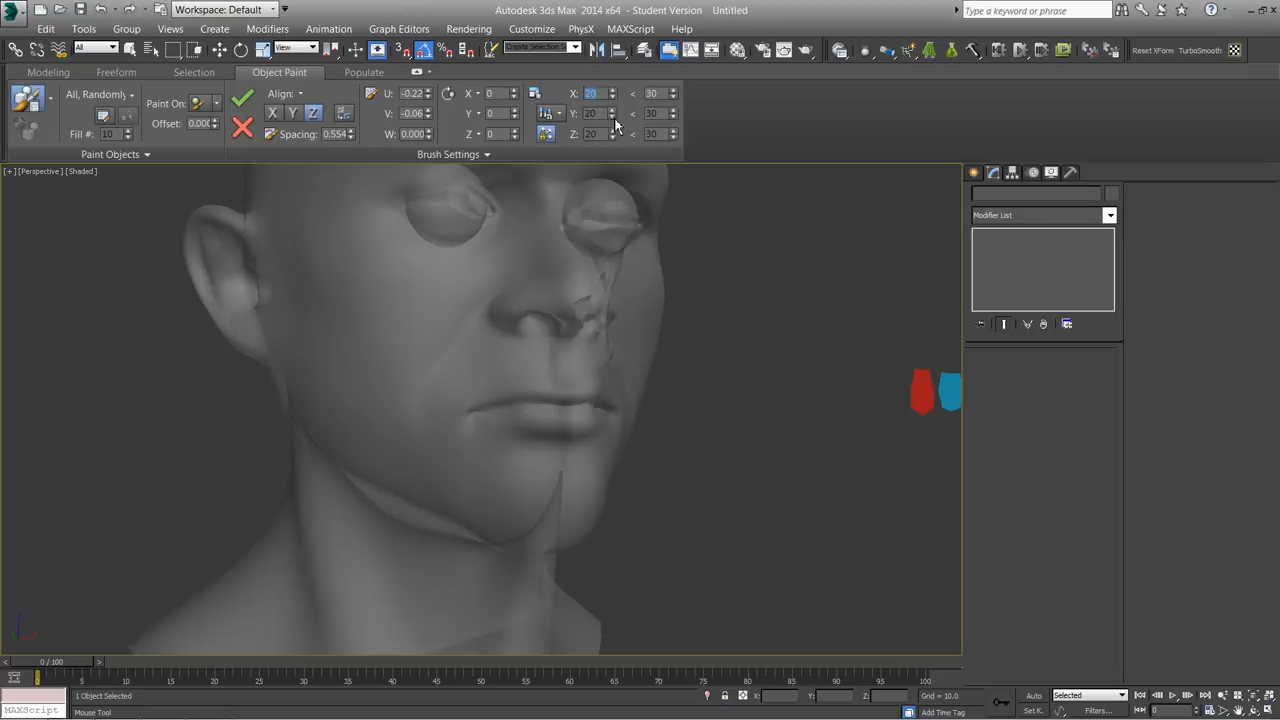 Workspace: Default
Autodesk 3ds Max 2014 x64 - Student Version Untitled
Type a keyword or phrase
Edit Tools Group Views Create Modifiers Animation Graph Editors Rendering Customize PhysX MAXScript Help
All View Create Selection S Reset XForm TurboSmooth
Modeling Freeform Selection Object Paint Populate
All, Randomly Paint On: Align: U: -0.22 X 0 X: 20 < 30
X Y Z V: -0.06 Y 0 Y: 20 < 30
Fill #: 10 Offset: 0.00 Spacing: 0.554 W: 0.000 Z 0 Z: 20 < 30
Paint Objects Brush Settings
[+] [Perspective] [Shaded]
Modifier List
z
0 / 100
0 5 10 15 20 25 30 35 40 45 50 55 60 65 70 75 80 85 90 95 100
1 Object Selected X: Y: Z: Grid = 10.0 Auto Selected
MAXScript Mouse Tool Add Time Tag Set K. Filters... 0